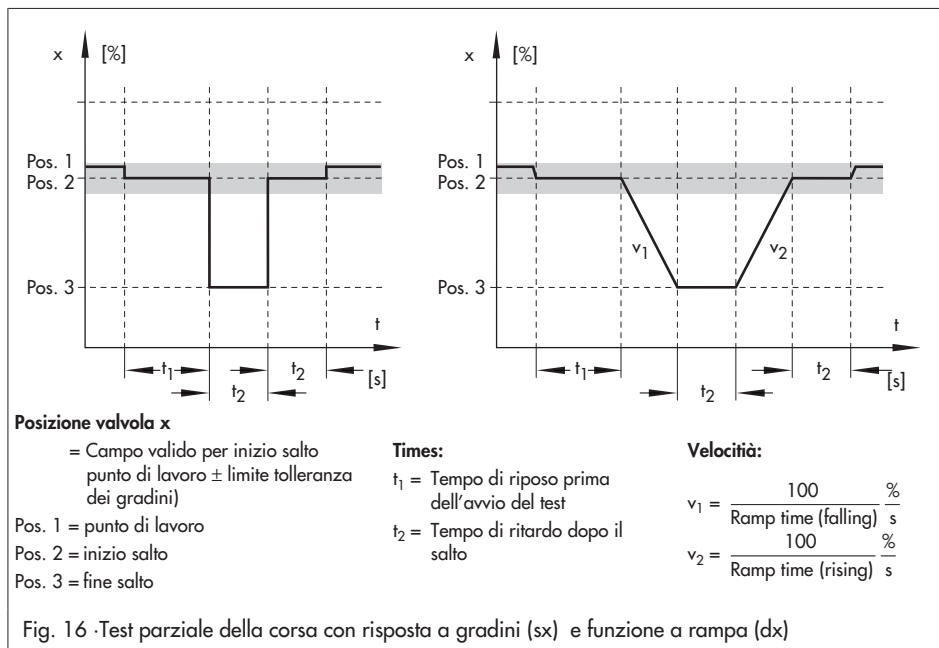 x [%]
Pos. 1
Pos. 2
Pos. 3
t
t1
t2
[s]
t2
x [%]
Pos. 1
Pos. 2
v1
v2
Pos. 3
t
t1
t2
[s]
t2
Posizione valvola x
= Campo valido per inizio salto
punto di lavoro ± limite tolleranza
dei gradini)
Pos. 1 = punto di lavoro
Pos. 2 = inizio salto
Pos. 3 = fine salto
Times:
t1 = Tempo di riposo prima
dell'avvio del test
t2 = Tempo di ritardo dopo il
salto
Velocitià:
v1 = 100 / Ramp time (falling) % / s
v2 = 100 / Ramp time (rising) % / s
Fig. 16 ·Test parziale della corsa con risposta a gradini (sx) e funzione a rampa (dx)